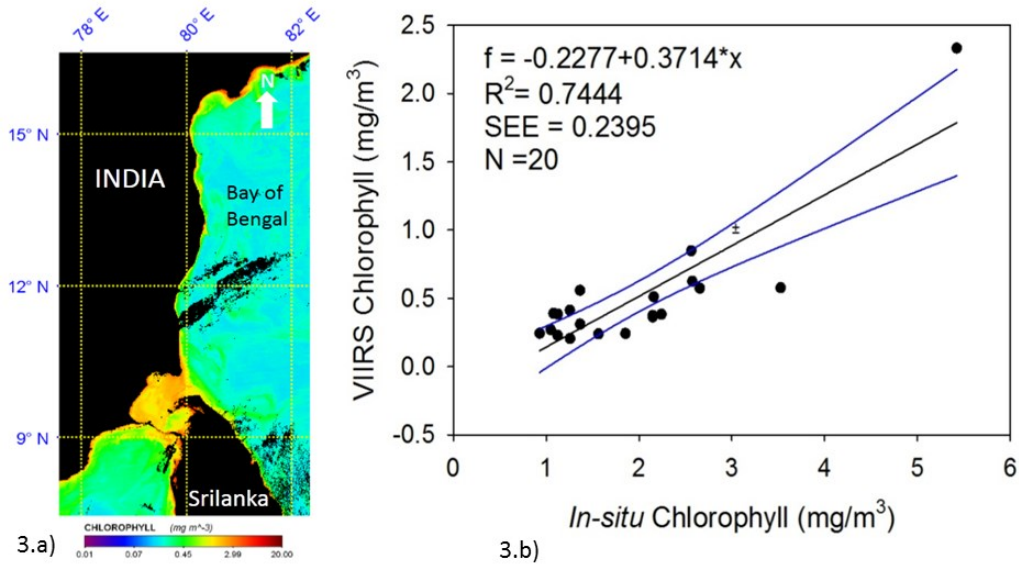 78° E
80° E
82° E
15° N
12° N
9° N
N
INDIA
Bay of
Bengal
Srilanka
CHLOROPHYLL (mg m^-3)
0.01 0.07 0.45 2.99 20.00
3.a)
f = -0.2277+0.3714*x
R²= 0.7444
SEE = 0.2395
N =20
VIIRS Chlorophyll (mg/m³)
2.5
2.0
1.5
1.0
0.5
0.0
-0.5
0 1 2 3 4 5 6
In-situ Chlorophyll (mg/m³)
3.b)